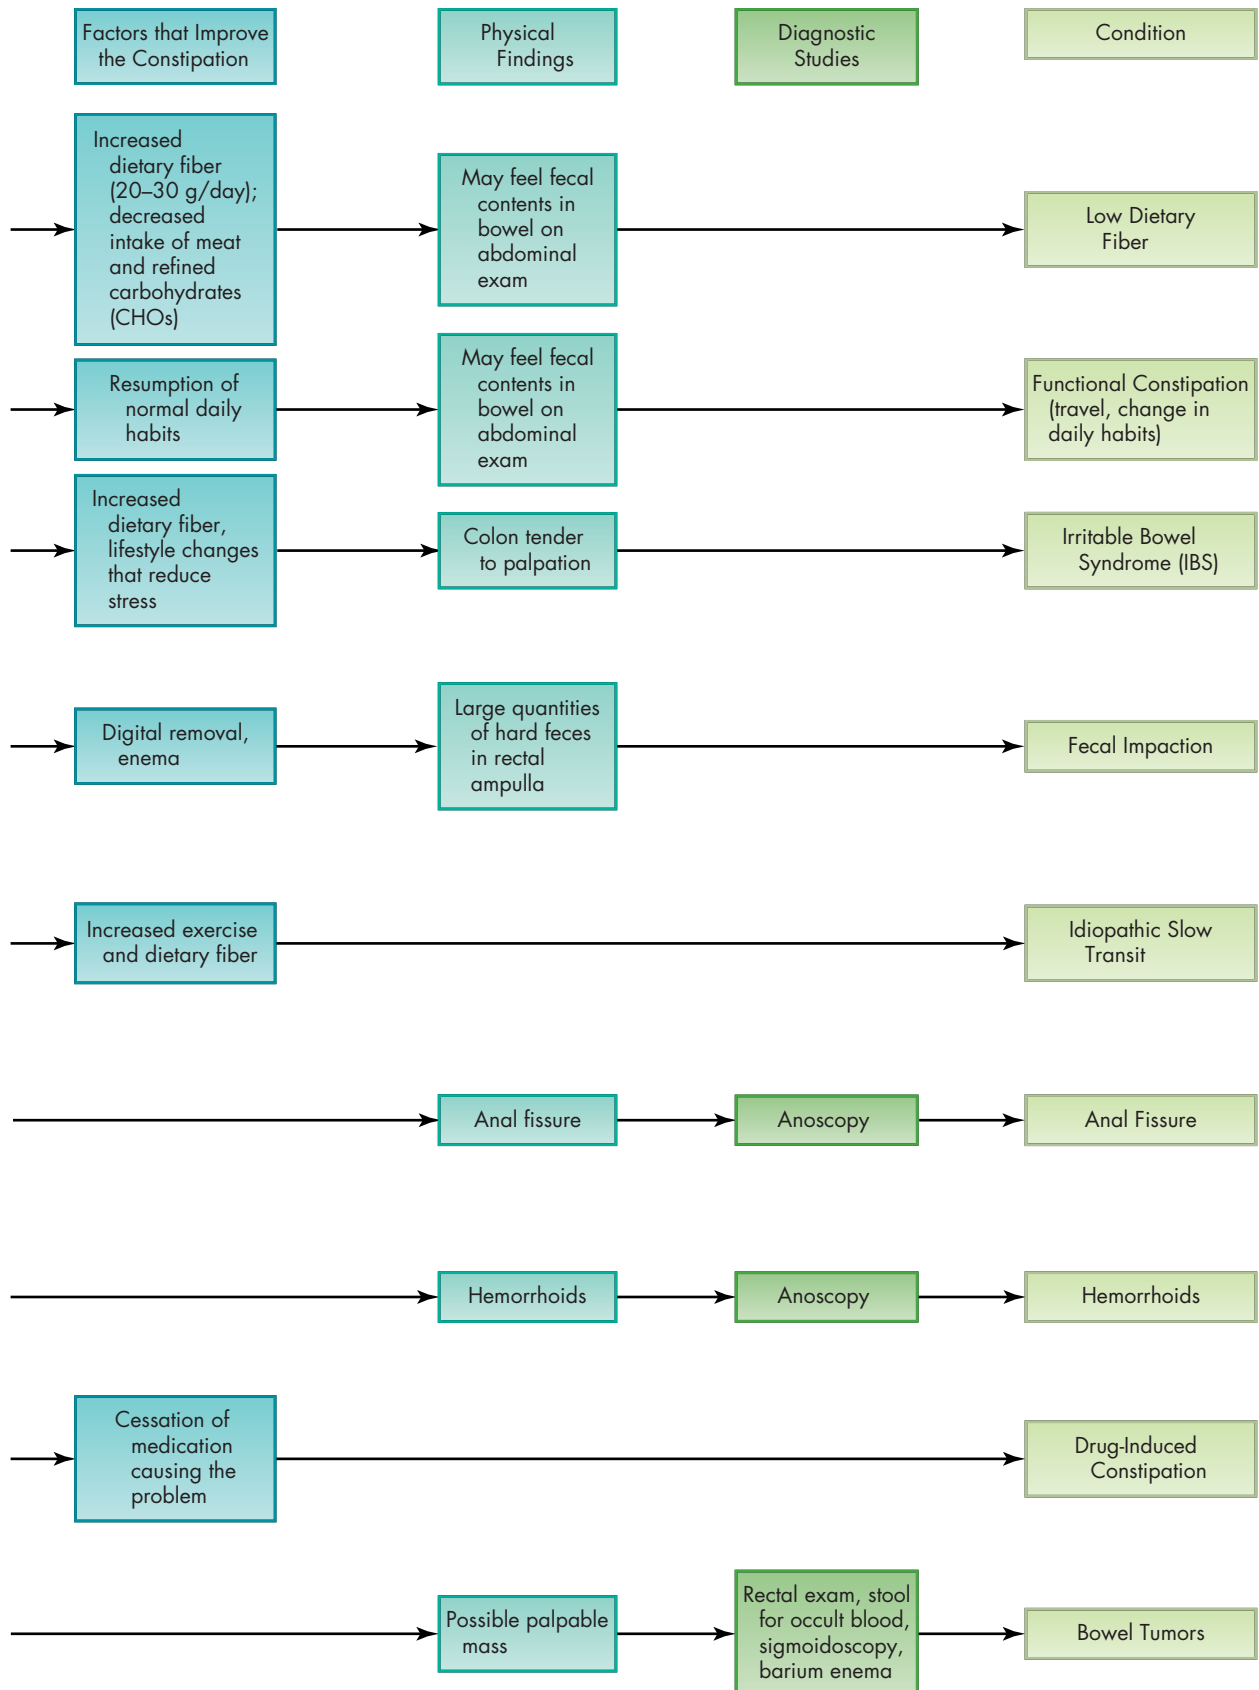 Factors that Improve
the Constipation
Physical
Findings
Diagnostic
Studies
Condition
Increased
dietary fiber
(20–30 g/day);
decreased
intake of meat
and refined
carbohydrates
(CHOs)
May feel fecal
contents in
bowel on
abdominal
exam
Low Dietary
Fiber
Resumption of
normal daily
habits
May feel fecal
contents in
bowel on
abdominal
exam
Functional Constipation
(travel, change in
daily habits)
Increased
dietary fiber,
lifestyle changes
that reduce
stress
Colon tender
to palpation
Irritable Bowel
Syndrome (IBS)
Digital removal,
enema
Large quantities
of hard feces
in rectal
ampulla
Fecal Impaction
Increased exercise
and dietary fiber
Idiopathic Slow
Transit
Anal fissure
Anoscopy
Anal Fissure
Hemorrhoids
Anoscopy
Hemorrhoids
Cessation of
medication
causing the
problem
Drug-Induced
Constipation
Possible palpable
mass
Rectal exam, stool
for occult blood,
sigmoidoscopy,
barium enema
Bowel Tumors